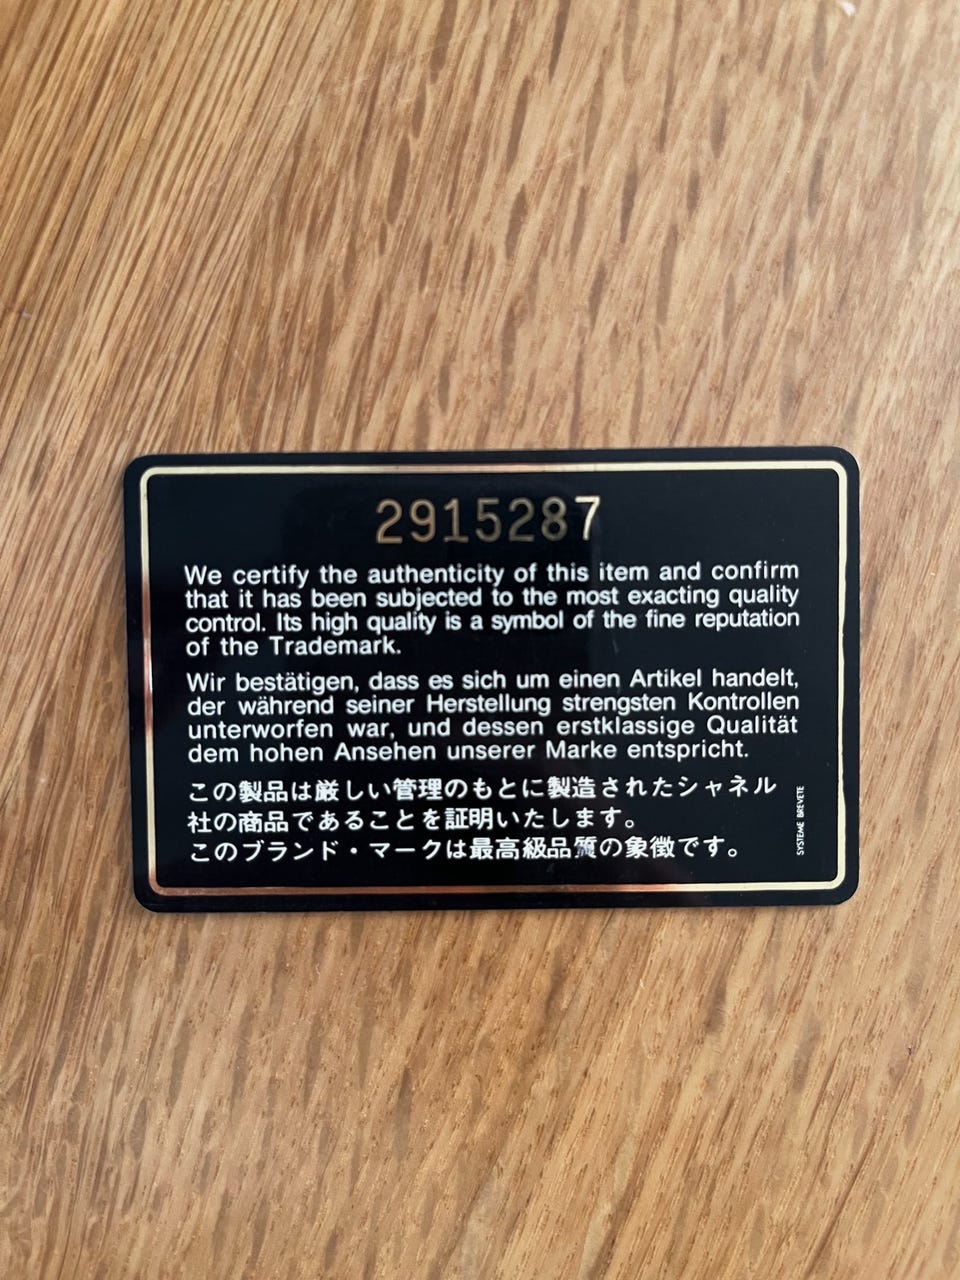 2915287
We certify the authenticity of this item and confirm
that it has been subjected to the most exacting quality
control. Its high quality is a symbol of the fine reputation
of the Trademark.
Wir bestätigen, dass es sich um einen Artikel handelt,
der während seiner Herstellung strengsten Kontrollen
unterworfen war, und dessen erstklassige Qualität
dem hohen Ansehen unserer Marke entspricht.
この製品は厳しい管理のもとに製造されたシャネル
社の商品であることを証明いたします。
このブランド・マークは最高級品質の象徴です。
SYSTEME BREVETE